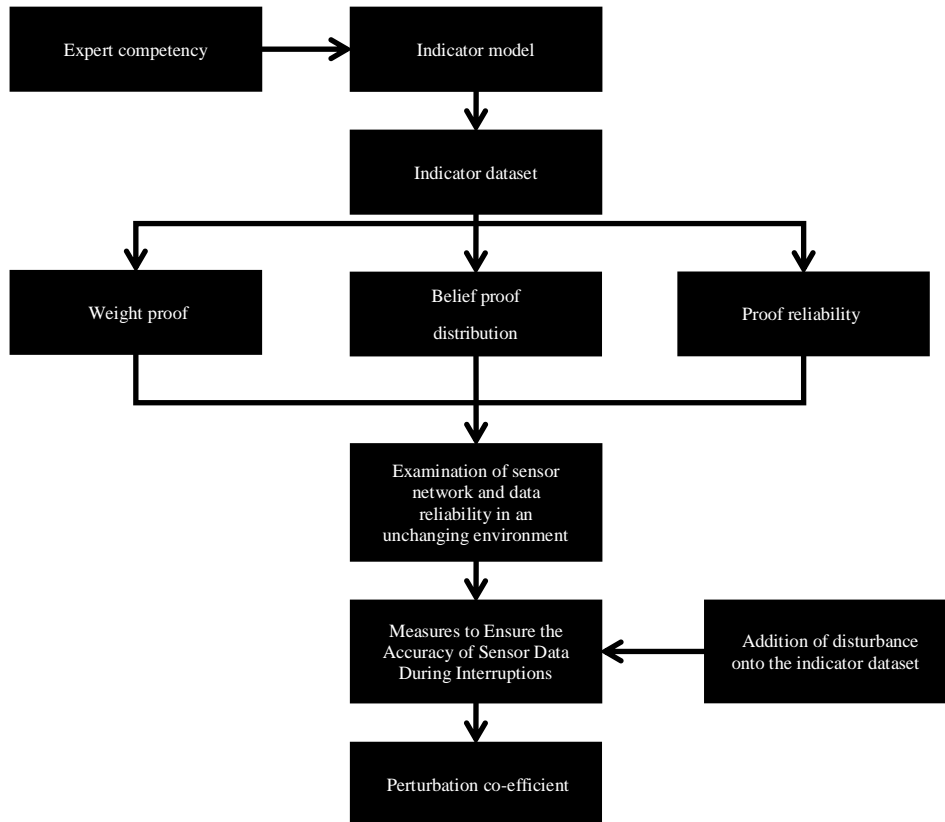 Expert competency
Indicator model
Indicator dataset
Weight proof
Belief proof
distribution
Proof reliability
Examination of sensor
network and data
reliability in an
unchanging environment
Measures to Ensure the
Accuracy of Sensor Data
During Interruptions
Addition of disturbance
onto the indicator dataset
Perturbation co-efficient